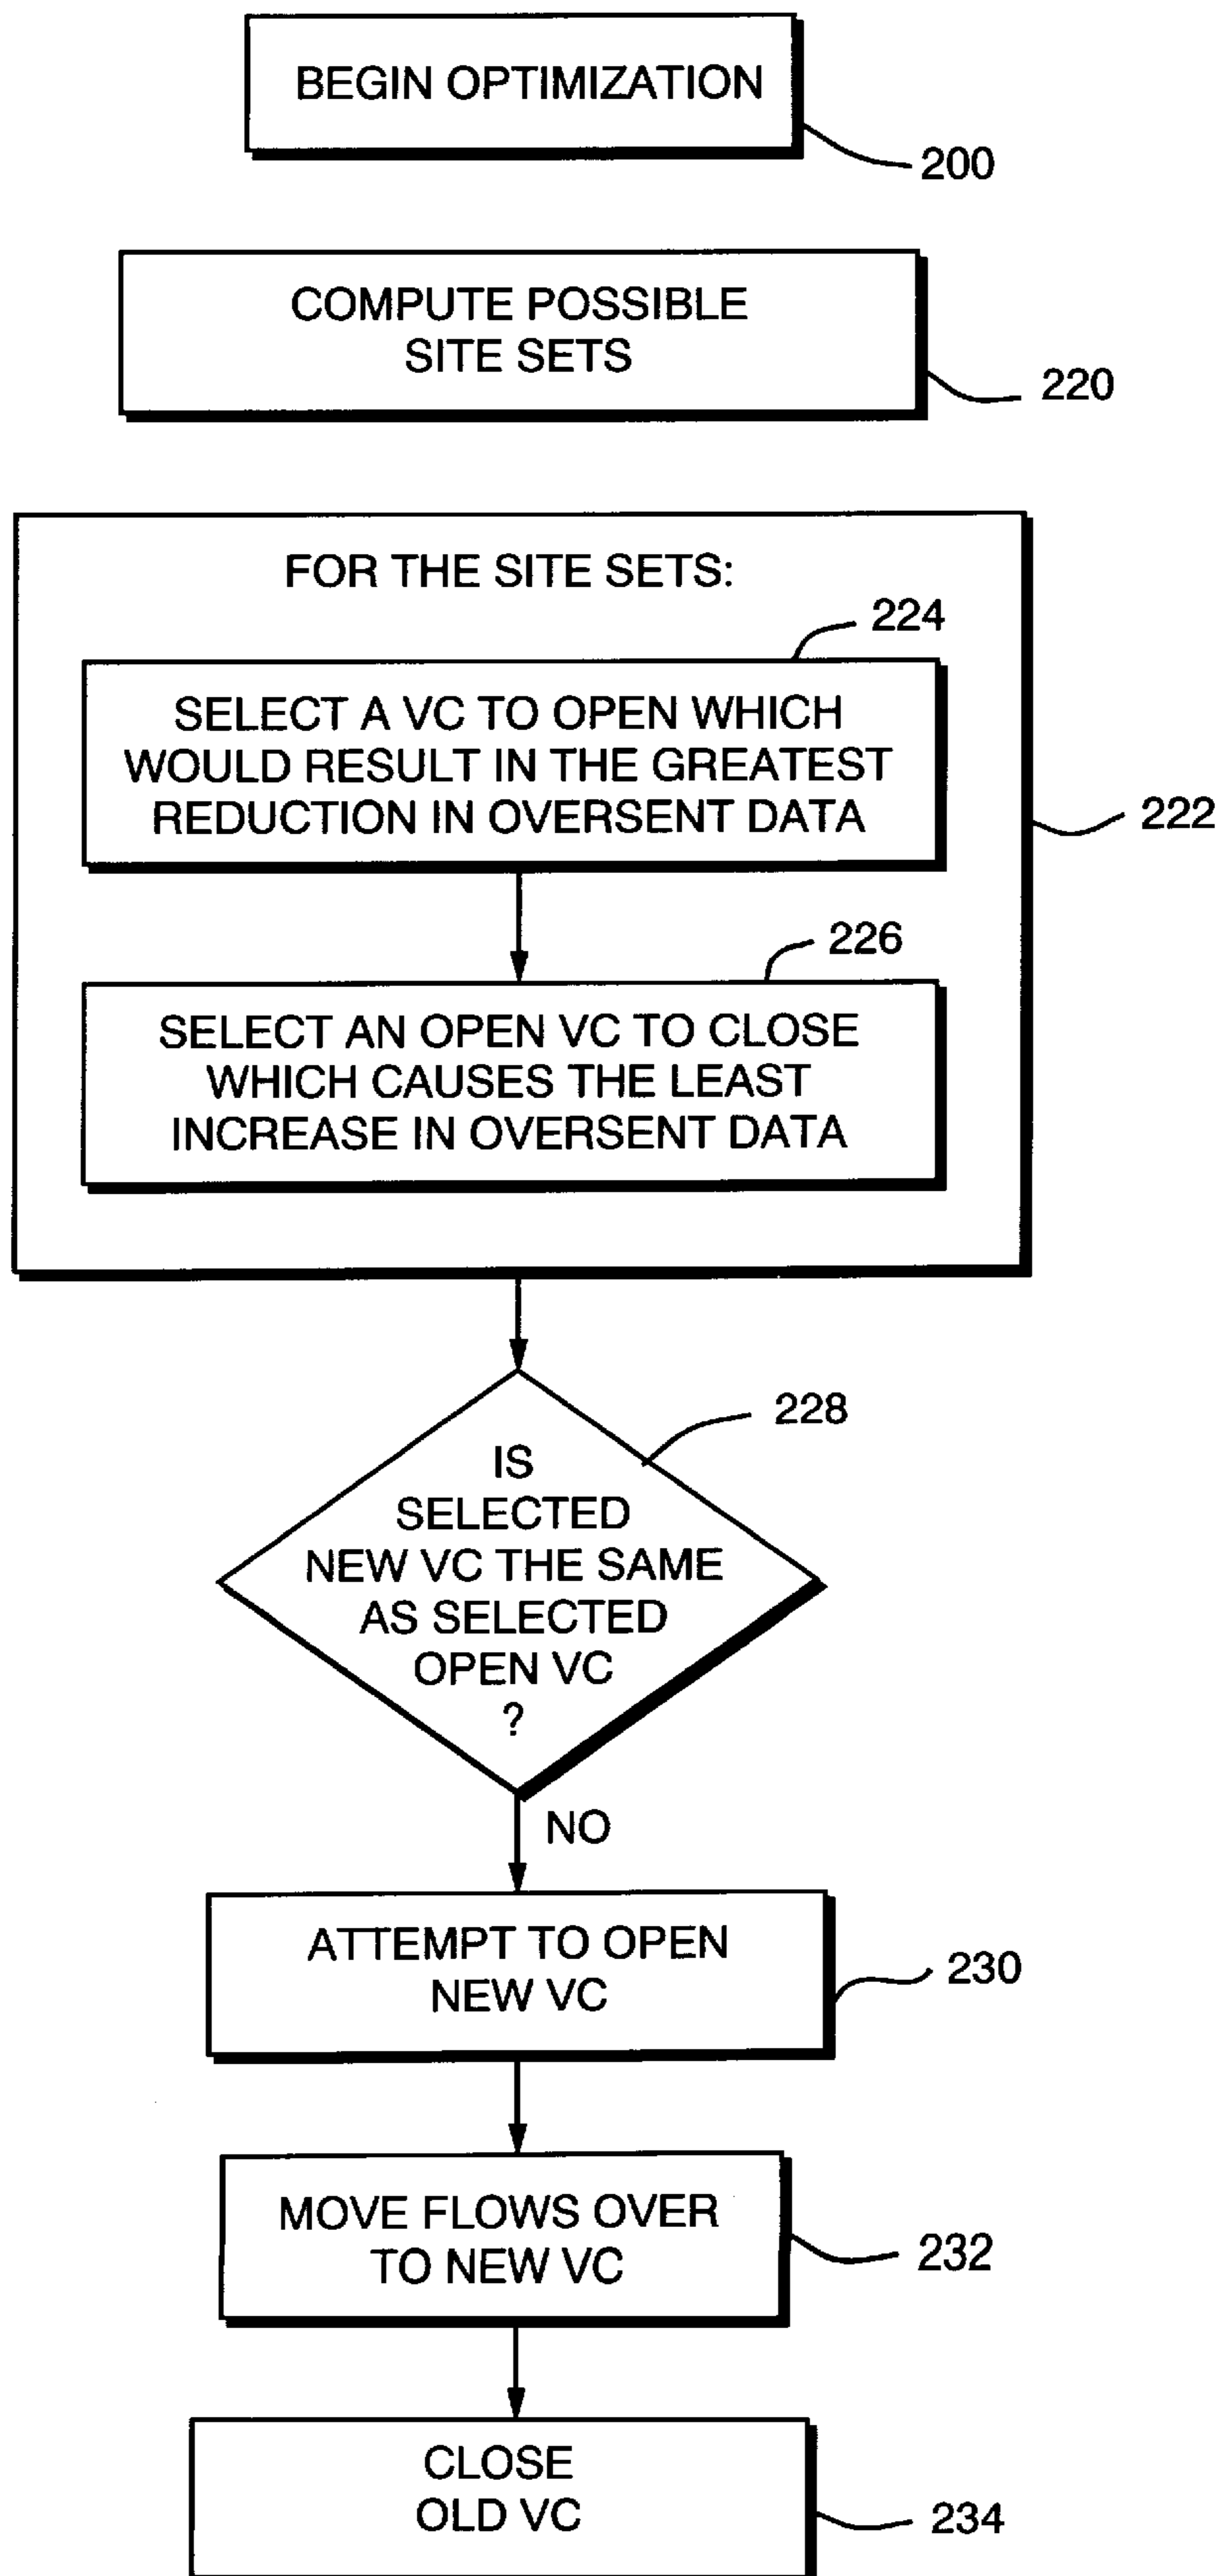 BEGIN OPTIMIZATION
200
COMPUTE POSSIBLE
SITE SETS
220
FOR THE SITE SETS:
224
SELECT A VC TO OPEN WHICH
WOULD RESULT IN THE GREATEST
REDUCTION IN OVERSENT DATA
222
226
SELECT AN OPEN VC TO CLOSE
WHICH CAUSES THE LEAST
INCREASE IN OVERSENT DATA
228
IS
SELECTED
NEW VC THE SAME
AS SELECTED
OPEN VC
?
NO
ATTEMPT TO OPEN
NEW VC
230
MOVE FLOWS OVER
TO NEW VC
232
CLOSE
OLD VC
234